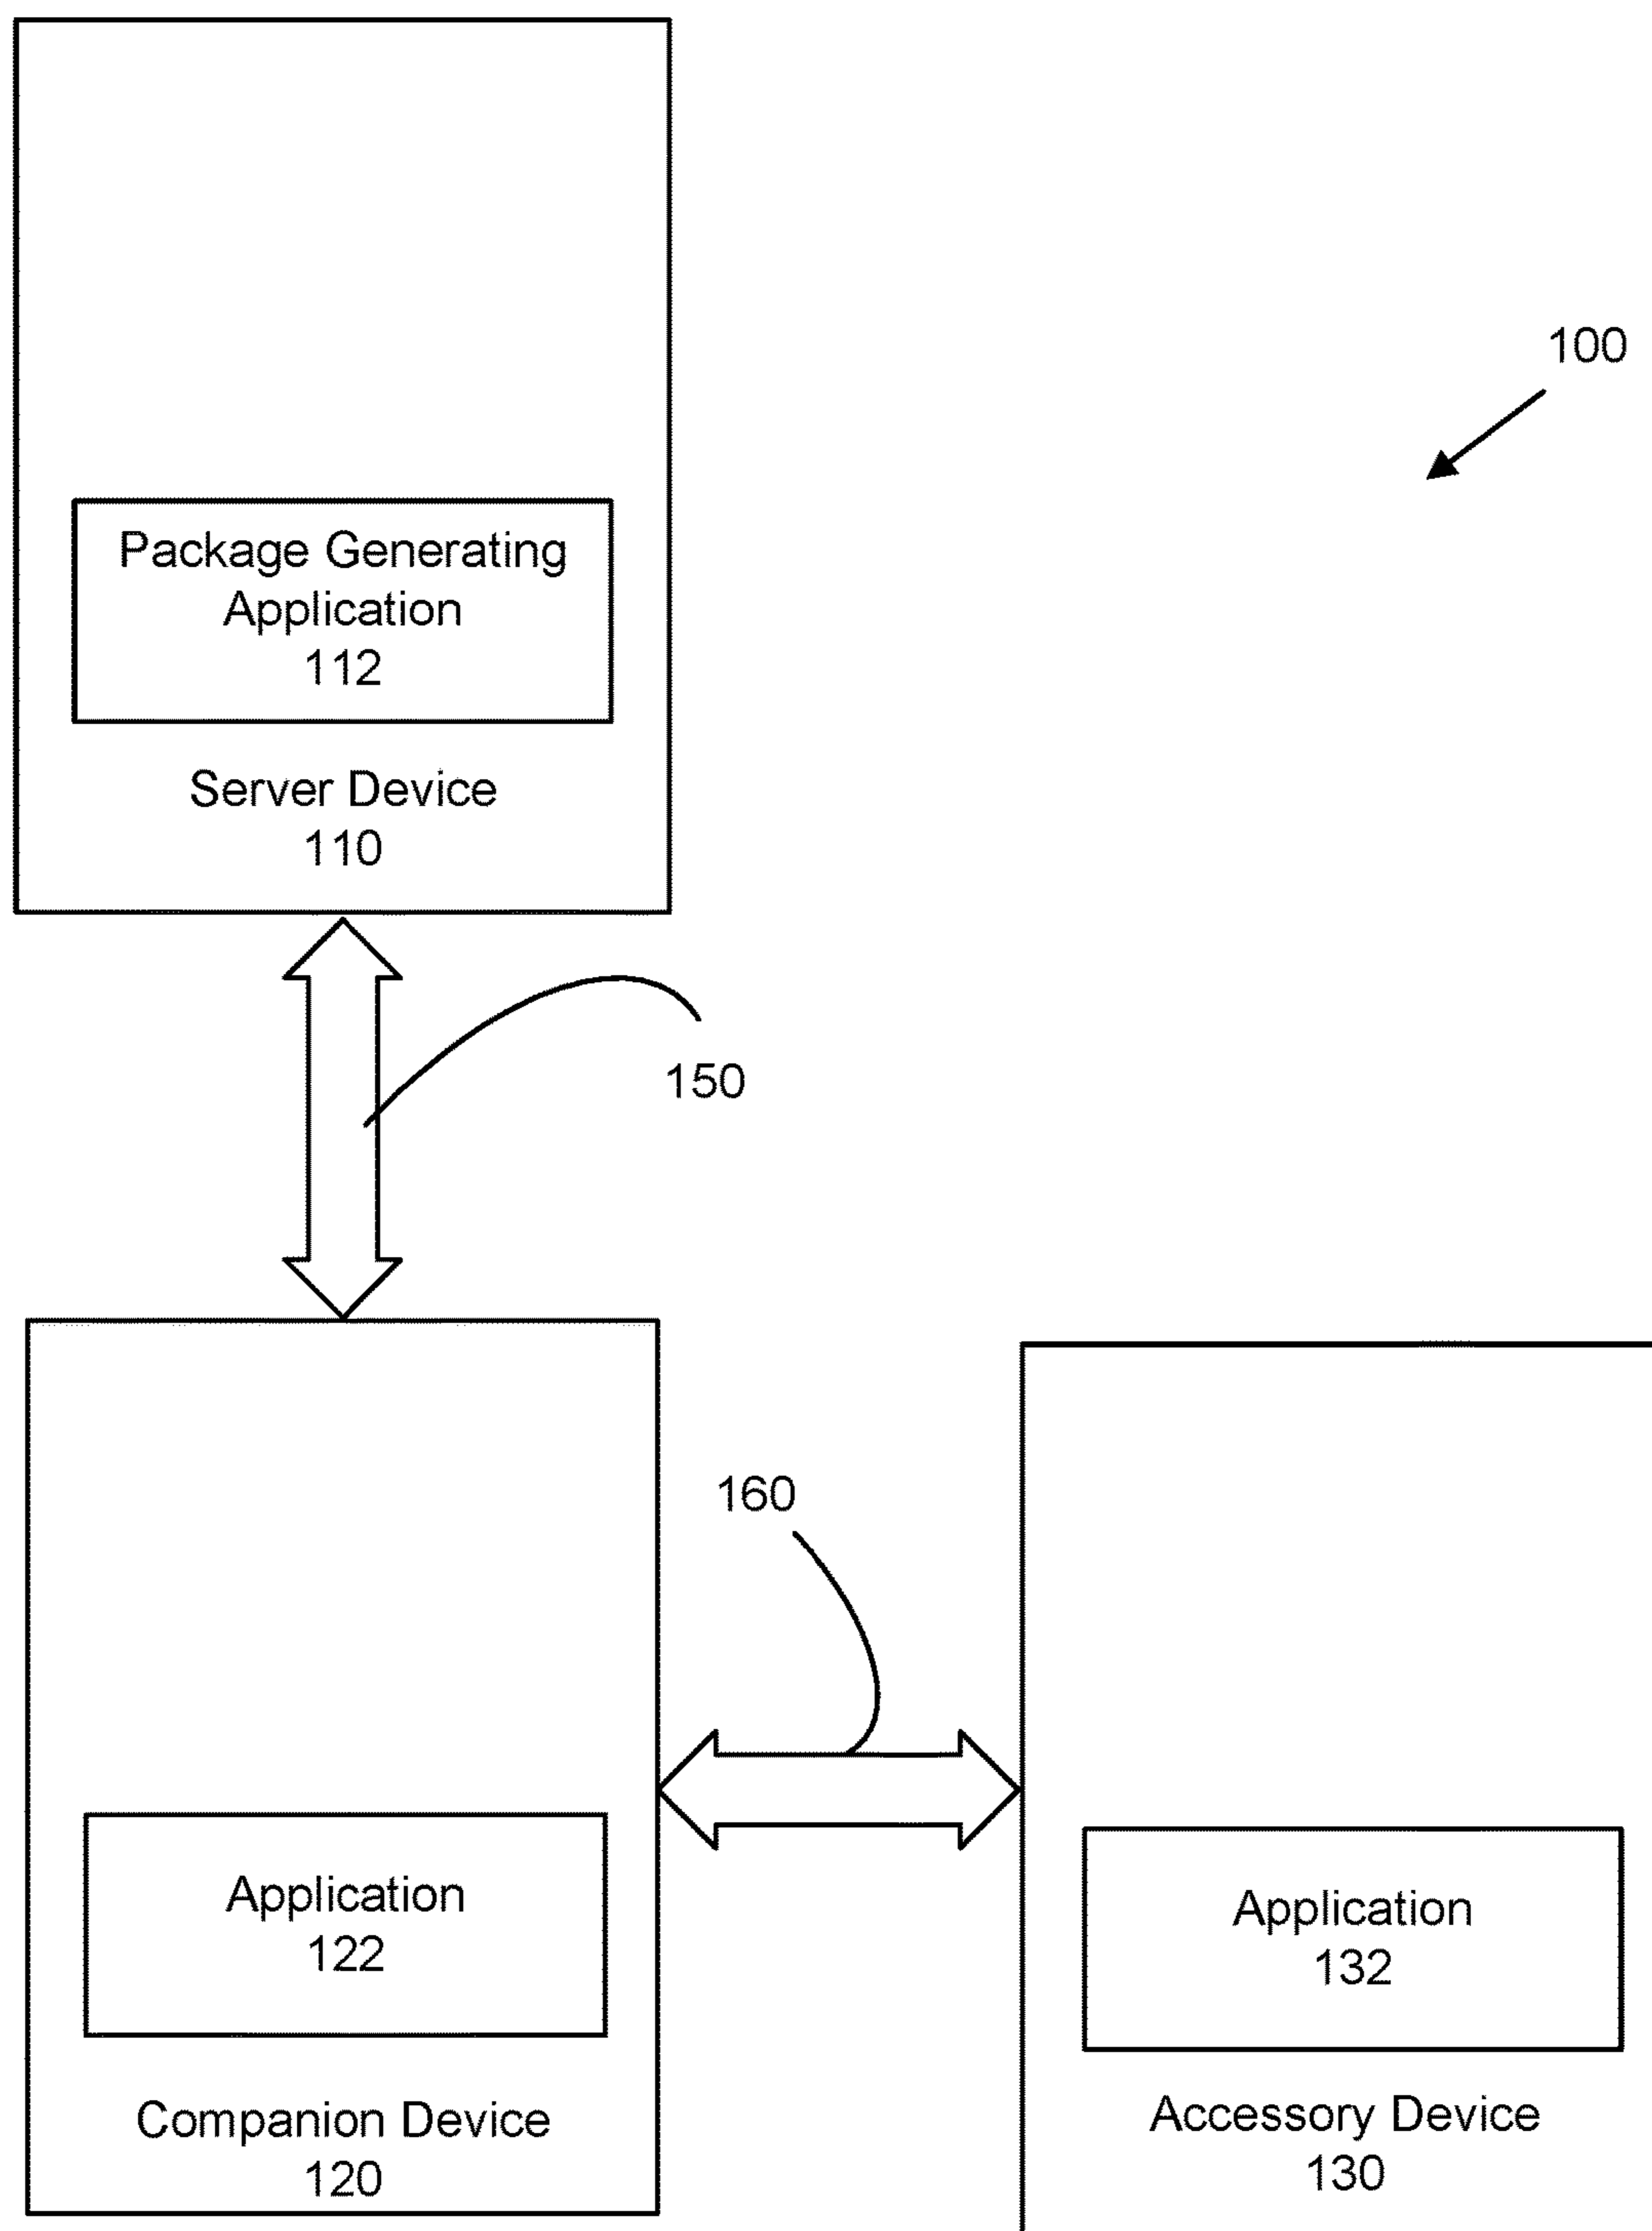 100
Package Generating
Application
112
Server Device
110
150
160
Application
122
Companion Device
120
Application
132
Accessory Device
130